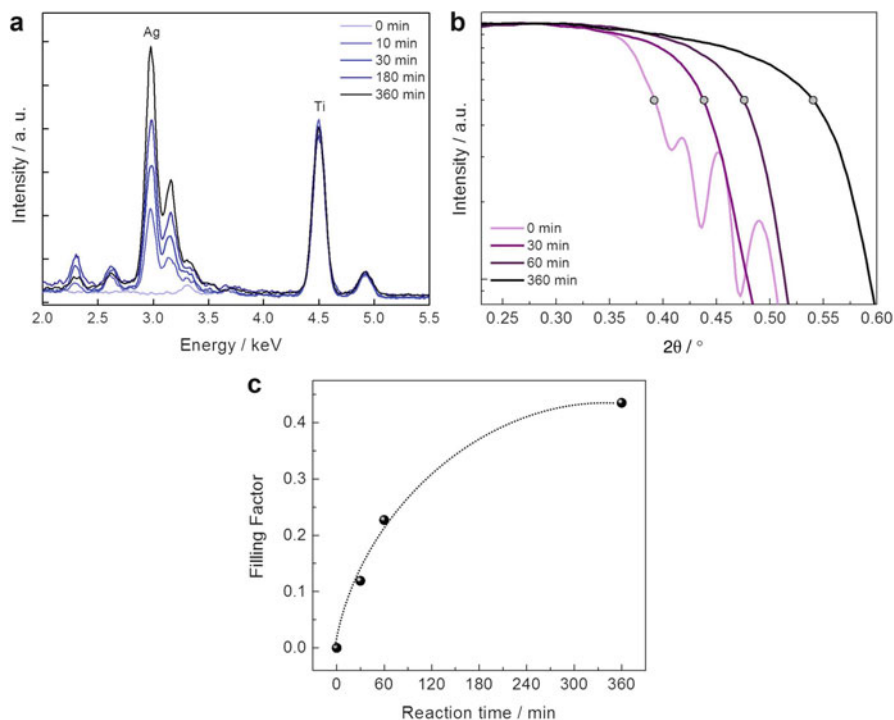 a
Ag
0 min
10 min
30 min
180 min
360 min
Ti
Intensity / a. u.
2.0 2.5 3.0 3.5 4.0 4.5 5.0 5.5
Energy / keV
b
0 min
30 min
60 min
360 min
Intensity / a.u.
0.25 0.30 0.35 0.40 0.45 0.50 0.55 0.60
2θ / °
c
0.4
0.3
0.2
0.1
0.0
Filling Factor
0 60 120 180 240 300 360
Reaction time / min